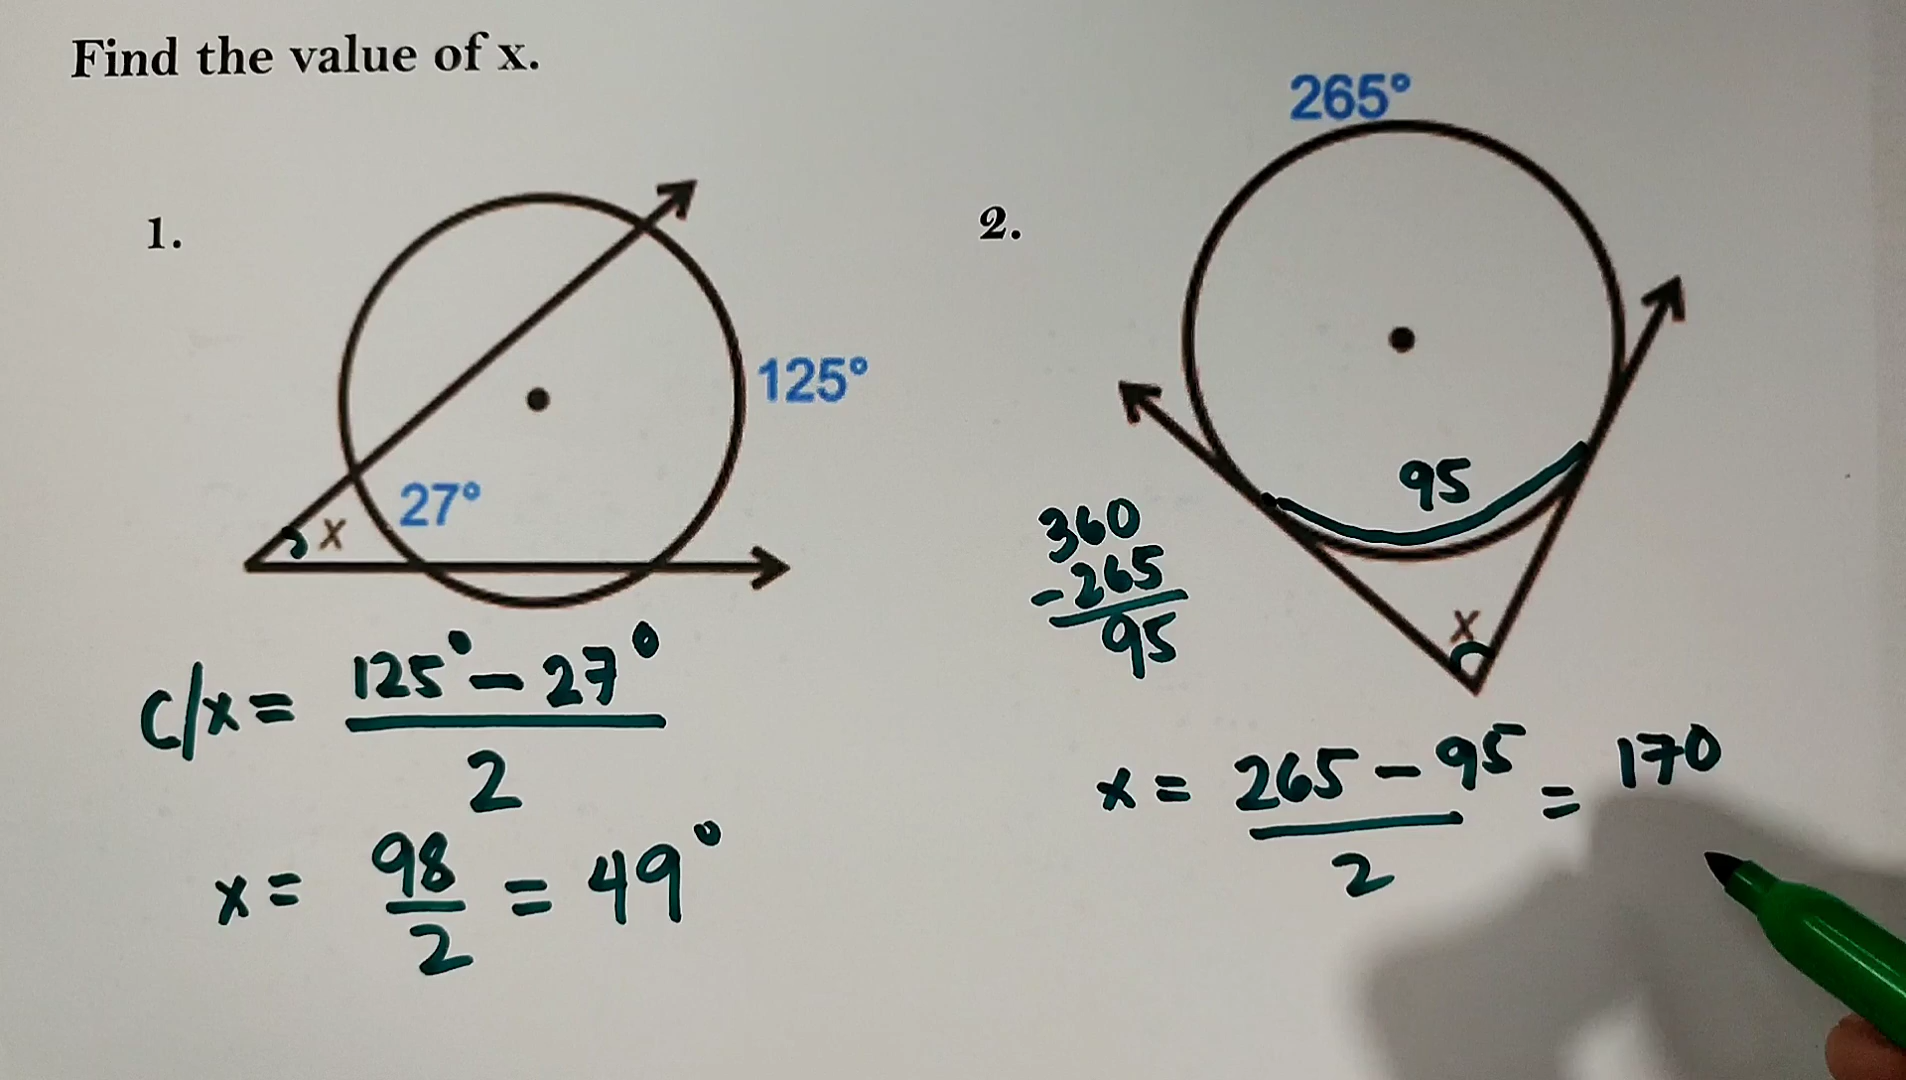 Find the value of x.
1.
125°
27°
x
C/x = 125° - 27°
2
x = 98
2
= 49°
2.
265°
95
360
-265
95
x
x = 265 - 95 = 170
2